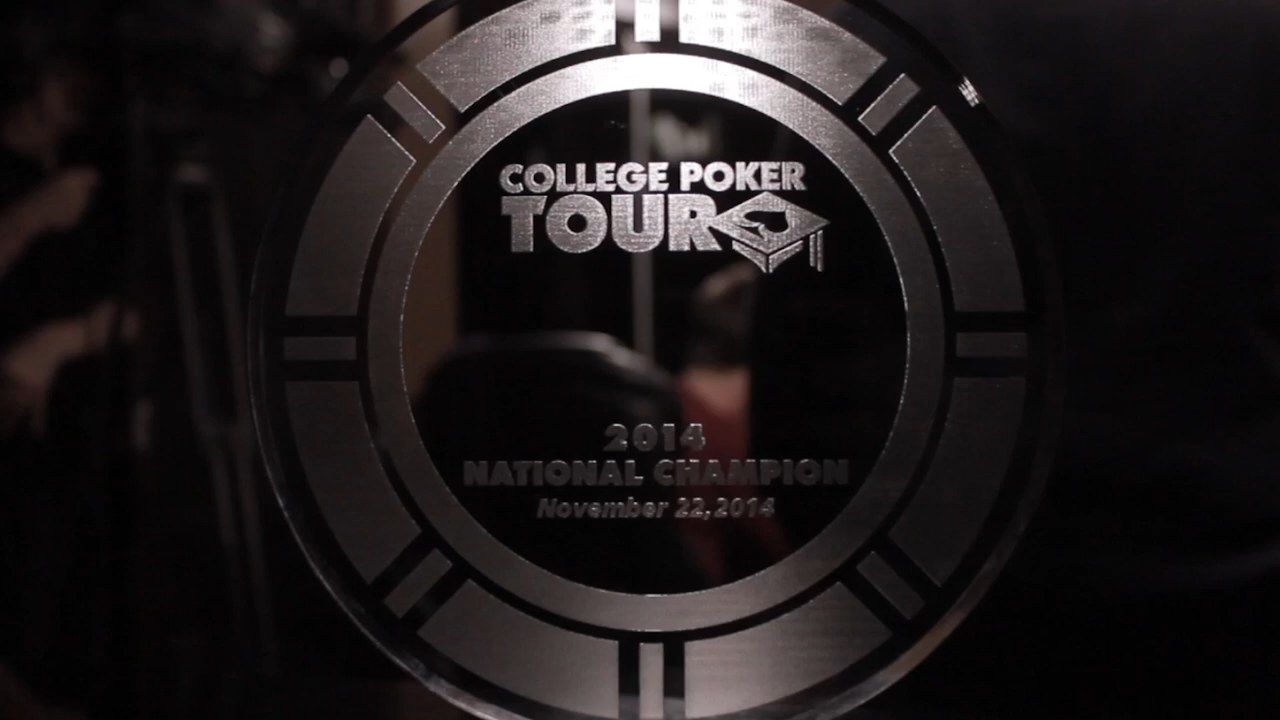 COLLEGE POKER
TOUR
2014
NATIONAL CHAMPION
November 22, 2014